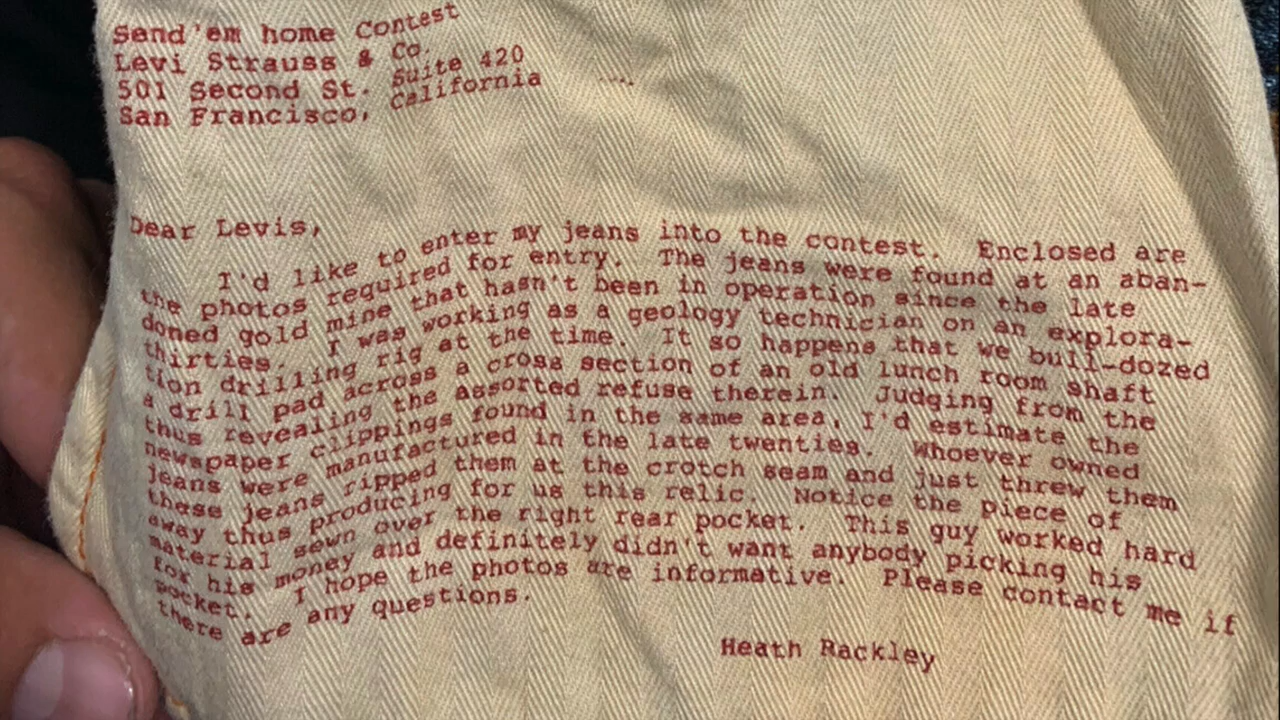 Send'em home Contest
Levi Strauss & Co.
501 Second St. Suite 420
San Francisco, California
Dear Levis,
I'd like to enter my jeans into the contest. Enclosed are
the photos required for entry. The jeans were found at an aban-
doned gold mine that hasn't been in operation since the late
thirties. I was working as a geology technician on an explora-
tion drilling rig at the time. It so happens that we bull-dozed
a drill pad across a cross section of an old lunch room shaft
thus revealing the assorted refuse therein. Judging from the
newspaper clippings found in the same area, I'd estimate the
jeans were manufactured in the late twenties. Whoever owned
these jeans ripped them at the crotch seam and just threw them
away thus producing for us this relic. Notice the piece of
material sewn over the right rear pocket. This guy worked hard
for his money and definitely didn't want anybody picking his
pocket. I hope the photos are informative. Please contact me if
there are any questions.
Heath Rackley